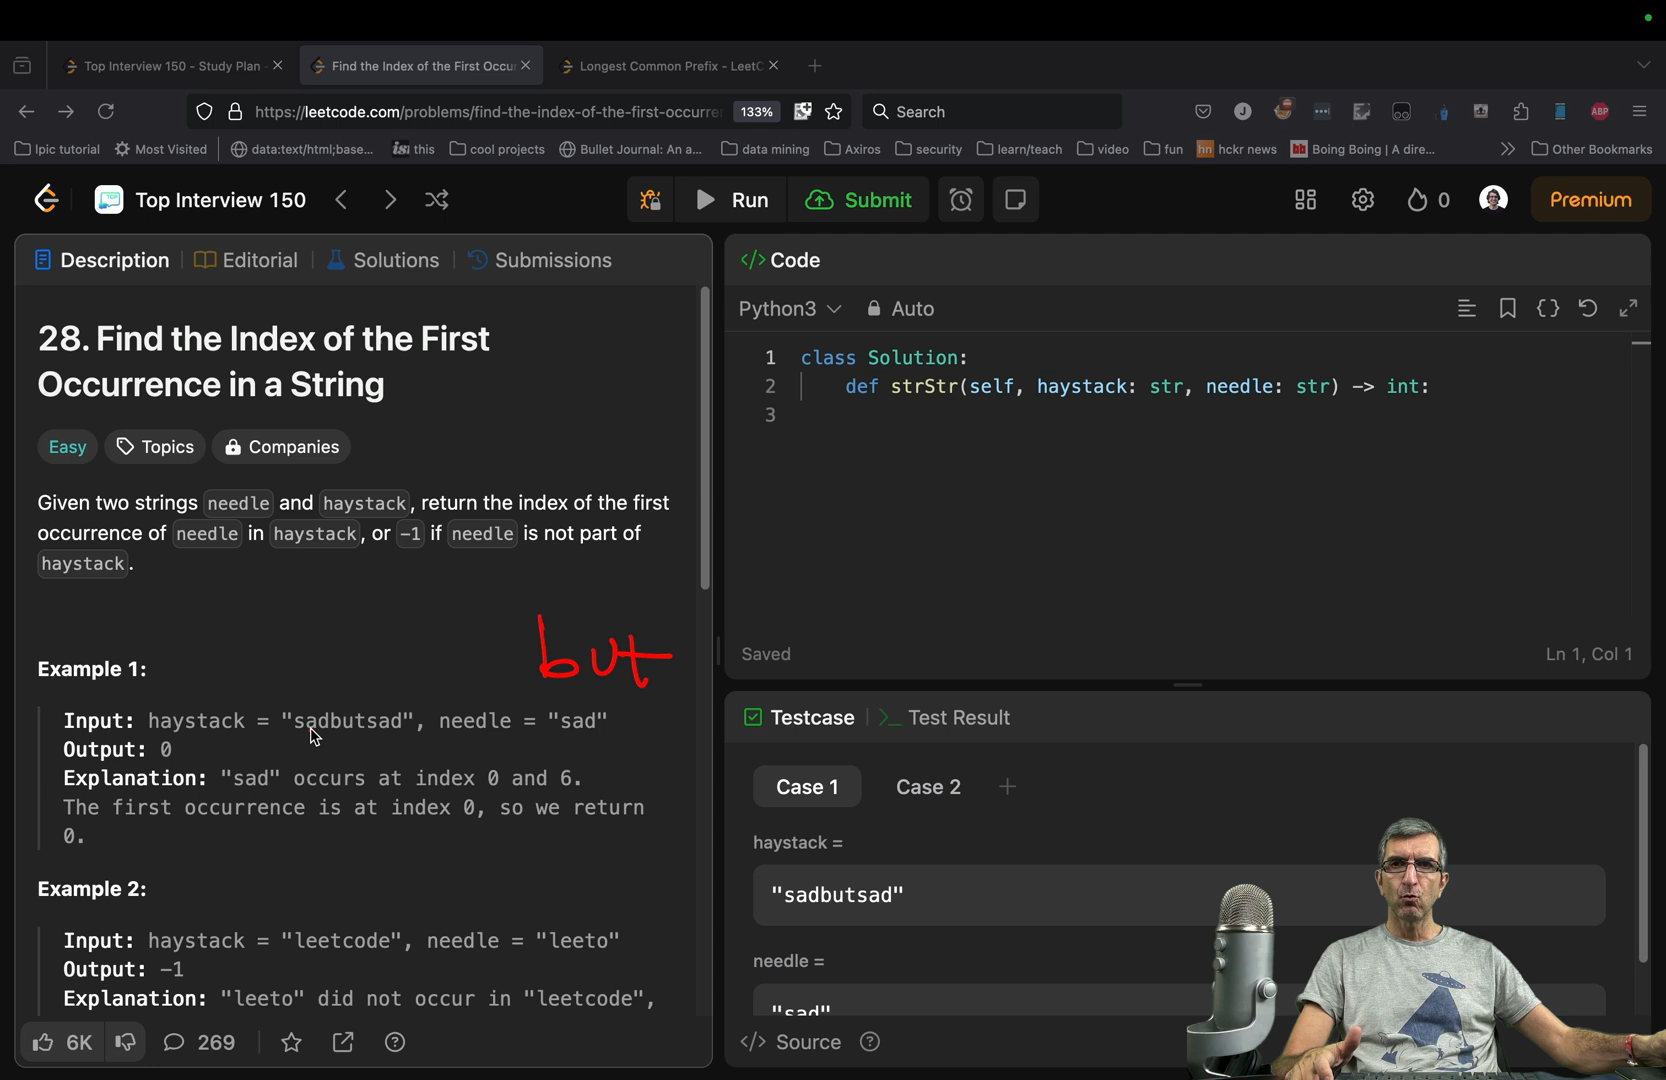 Top Interview 150 - Study Plan -
Find the Index of the First Occur
Longest Common Prefix - LeetC
https://leetcode.com/problems/find-the-index-of-the-first-occurrer
133%
Search
J
ABP
Ipic tutorial
Most Visited
data:text/html;base...
isn this
cool projects
Bullet Journal: An a...
data mining
Axiros
security
learn/teach
video
fun
hn hckr news
bb Boing Boing | A dire...
Other Bookmarks
Top Interview 150
Run
Submit
0
Premium
Description
Editorial
Solutions
Submissions
28. Find the Index of the First
Occurrence in a String
Easy
Topics
Companies
Given two strings needle and haystack, return the index of the first
occurrence of needle in haystack, or -1 if needle is not part of
haystack.
but
Example 1:
Input: haystack = "sadbutsad", needle = "sad"
Output: 0
Explanation: "sad" occurs at index 0 and 6.
The first occurrence is at index 0, so we return
0.
Example 2:
Input: haystack = "leetcode", needle = "leeto"
Output: -1
Explanation: "leeto" did not occur in "leetcode",
6K
269
</> Code
Python3
Auto
1 class Solution:
2 def strStr(self, haystack: str, needle: str) -> int:
3
Saved
Ln 1, Col 1
Testcase
Test Result
Case 1
Case 2
haystack =
"sadbutsad"
needle =
"sad"
</> Source